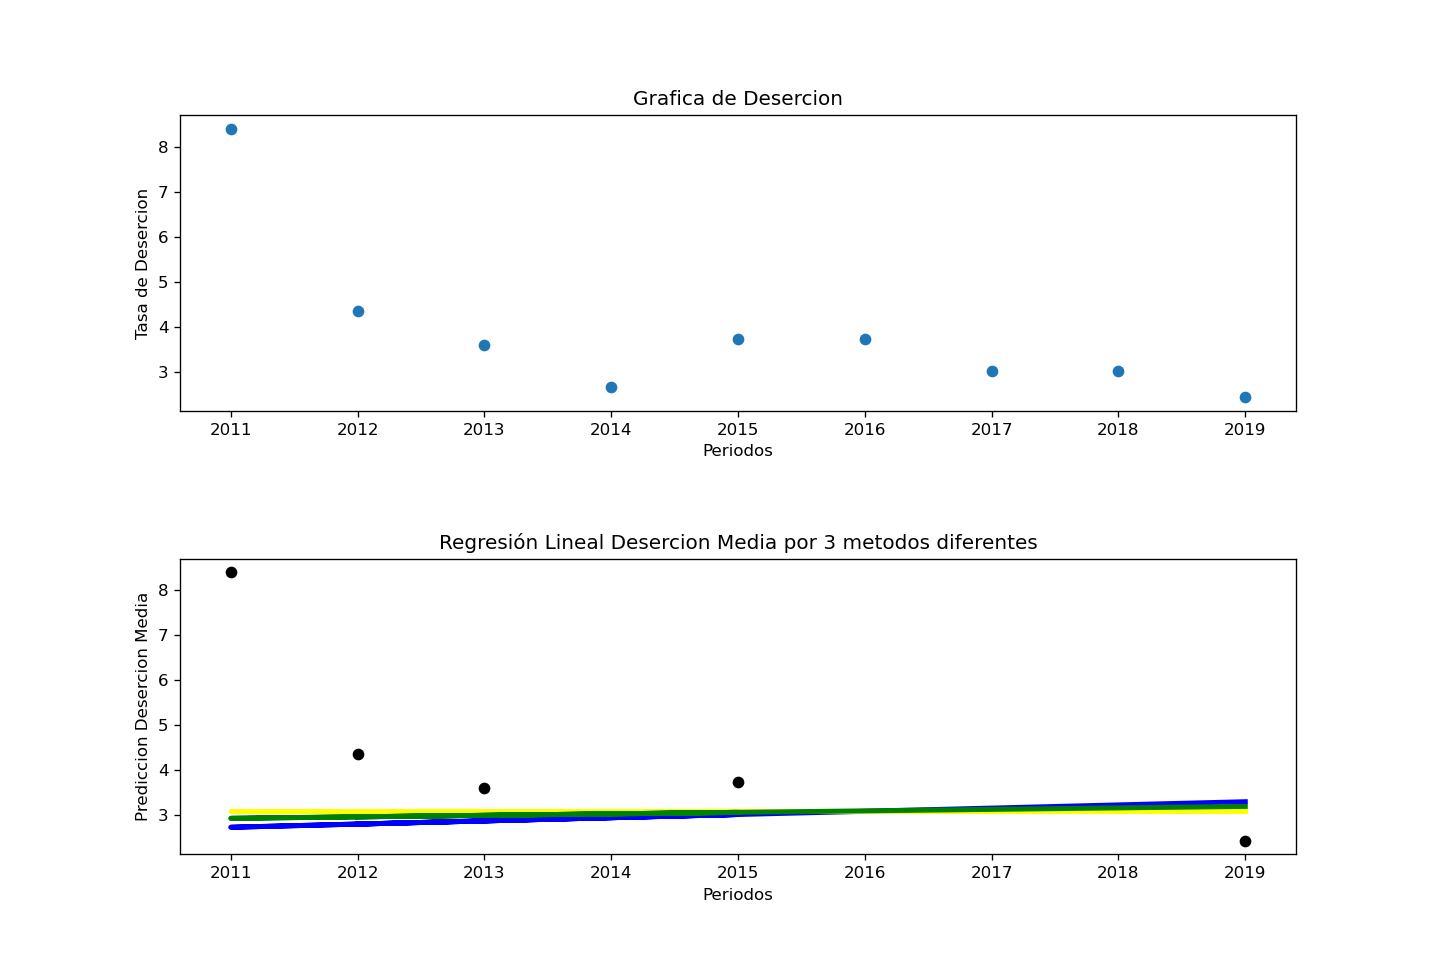 Grafica de Desercion
Tasa de Desercion
8
7
6
5
4
3
2011 2012 2013 2014 2015 2016 2017 2018 2019
Periodos
Regresión Lineal Desercion Media por 3 metodos diferentes
Prediccion Desercion Media
8
7
6
5
4
3
2011 2012 2013 2014 2015 2016 2017 2018 2019
Periodos